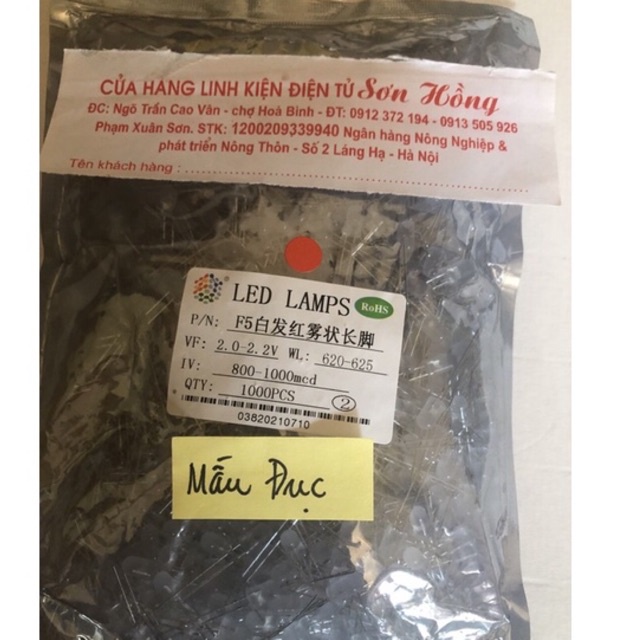 CỬA HÀNG LINH KIỆN ĐIỆN TỬ Sơn Hồng
ĐC: Ngõ Trần Cao Vân - chợ Hoà Bình - ĐT: 0912 372 194 - 0913 505 926
Phạm Xuân Sơn. STK: 1200209339940 Ngân hàng Nông Nghiệp &
phát triển Nông Thôn - Số 2 Láng Hạ - Hà Nội
Tên khách hàng :
LED LAMPS RoHS
P/N: F5白发红雾状长脚
VF: 2.0-2.2V WL: 620-625
IV: 800-1000mcd
QTY: 1000PCS 2
03820210710
Mẫu Đục